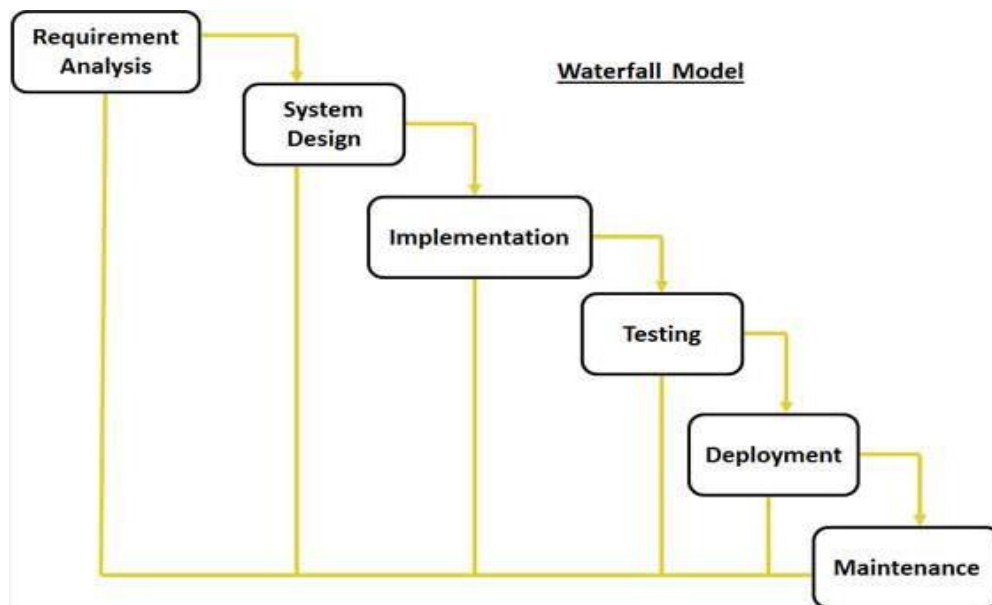 Requirement
Analysis
Waterfall Model
System
Design
Implementation
Testing
Deployment
Maintenance